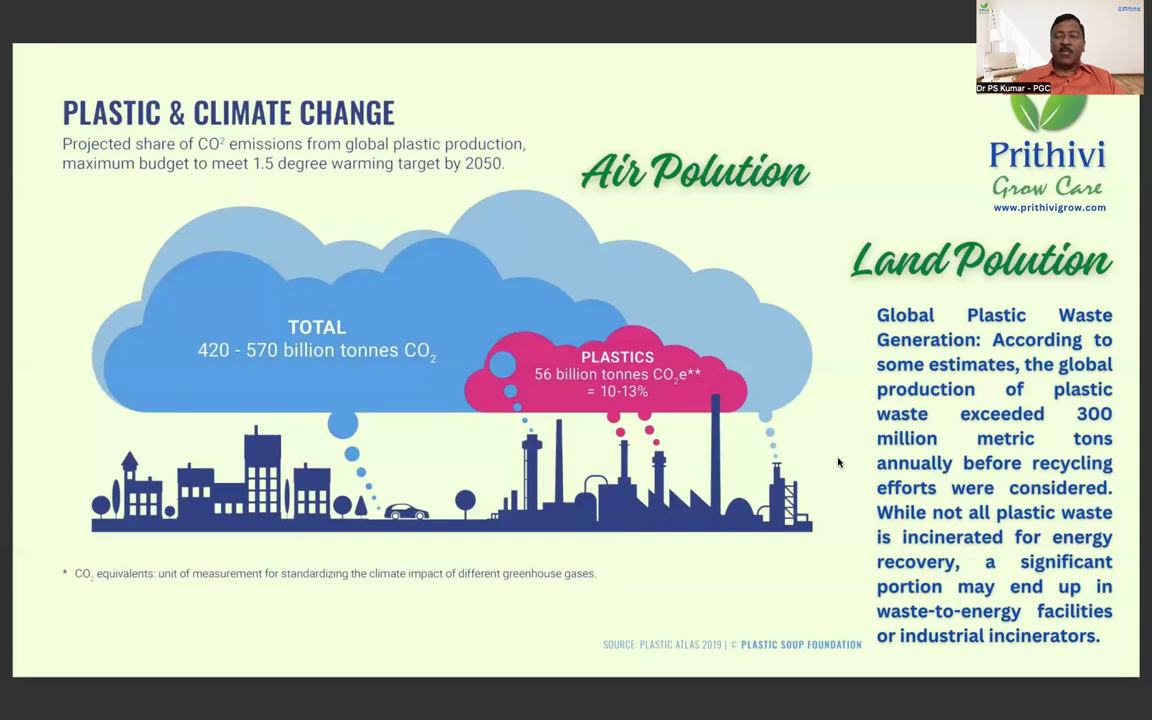 PLASTIC & CLIMATE CHANGE
Projected share of CO² emissions from global plastic production,
maximum budget to meet 1.5 degree warming target by 2050.
Air Polution
Dr PS Kumar - PGC
Prithivi
Grow Care
www.prithivigrow.com
Land Polution
TOTAL
420 - 570 billion tonnes CO₂
PLASTICS
56 billion tonnes CO₂e**
= 10-13%
Global Plastic Waste
Generation: According to
some estimates, the global
production of plastic
waste exceeded 300
million metric tons
annually before recycling
efforts were considered.
While not all plastic waste
is incinerated for energy
recovery, a significant
portion may end up in
waste-to-energy facilities
or industrial incinerators.
* CO₂ equivalents: unit of measurement for standardizing the climate impact of different greenhouse gases.
SOURCE: PLASTIC ATLAS 2019 | © PLASTIC SOUP FOUNDATION